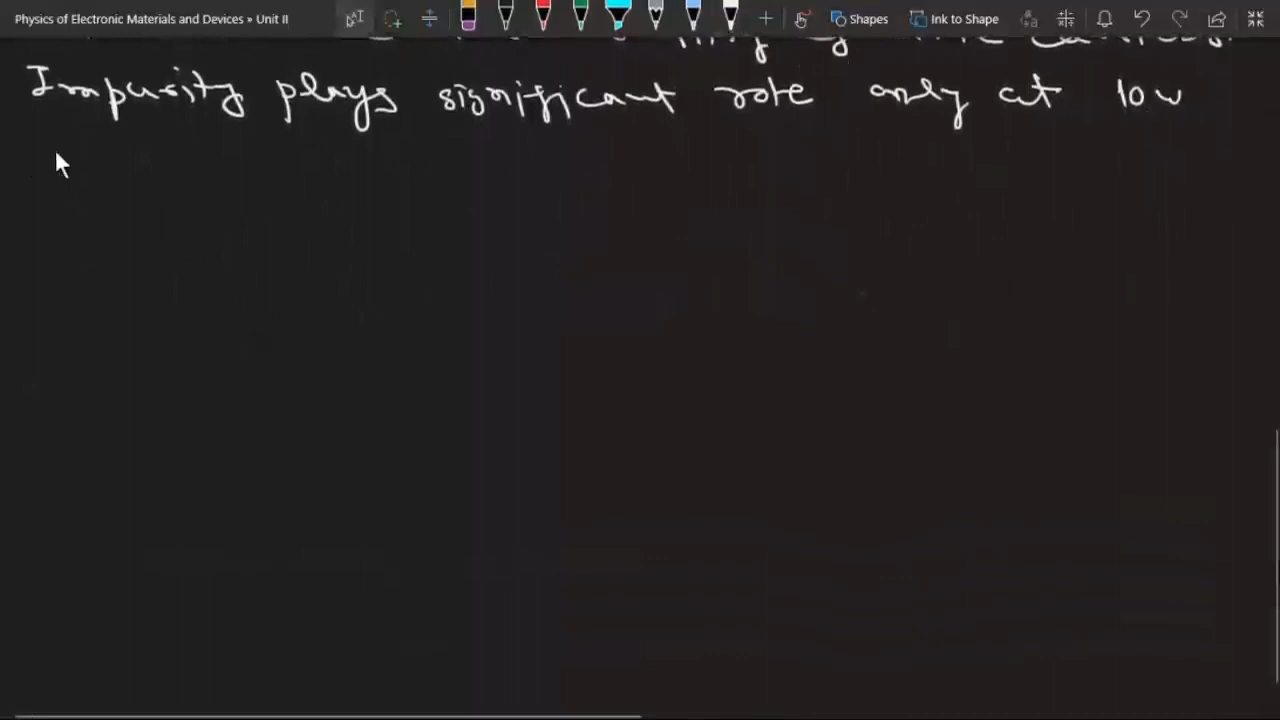 Physics of Electronic Materials and Devices » Unit II
Shapes
Ink to Shape
Impurity plays significant role only at low